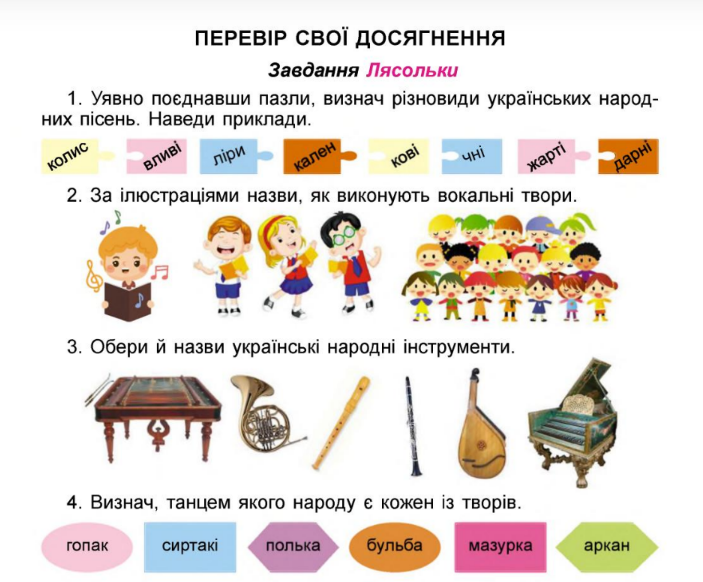 ПЕРЕВІР СВОЇ ДОСЯГНЕННЯ
Завдання Лясольки
1. Уявно поєднавши пазли, визнач різновиди українських народ-
них пісень. Наведи приклади.
колис вливі ліри кален кові чні жарті дарні
2. За ілюстраціями назви, як виконують вокальні твори.
3. Обери й назви українські народні інструменти.
4. Визнач, танцем якого народу є кожен із творів.
гопак сиртакі полька бульба мазурка аркан